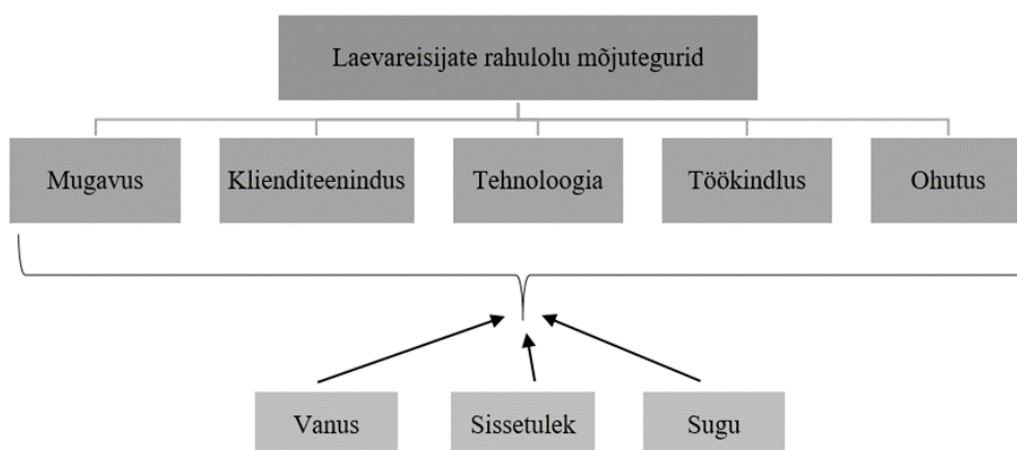 Laevareisijate rahulolu mõjutegurid
Mugavus
Klienditeenindus
Tehnoloogia
Töökindlus
Ohutus
Vanus
Sissetulek
Sugu